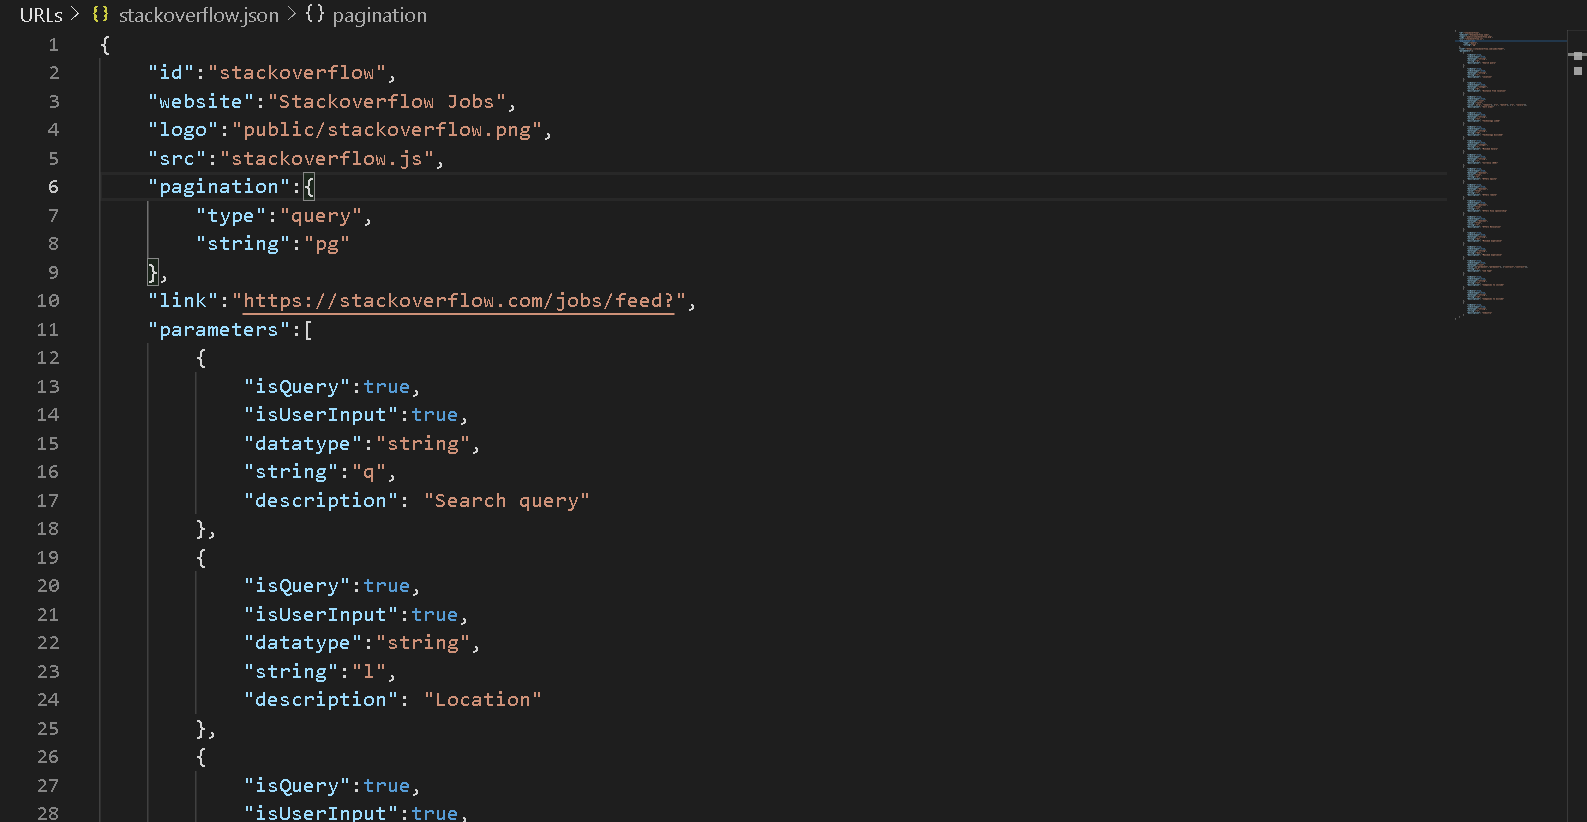 URLs > {} stackoverflow.json > {} pagination
1 {
2 "id":"stackoverflow",
3 "website":"Stackoverflow Jobs",
4 "logo":"public/stackoverflow.png",
5 "src":"stackoverflow.js",
6 "pagination":{
7 "type":"query",
8 "string":"pg"
9 },
10 "link":"https://stackoverflow.com/jobs/feed?",
11 "parameters":[
12 {
13 "isQuery":true,
14 "isUserInput":true,
15 "datatype":"string",
16 "string":"q",
17 "description": "Search query"
18 },
19 {
20 "isQuery":true,
21 "isUserInput":true,
22 "datatype":"string",
23 "string":"l",
24 "description": "Location"
25 },
26 {
27 "isQuery":true,
28 "isUserInput":true,